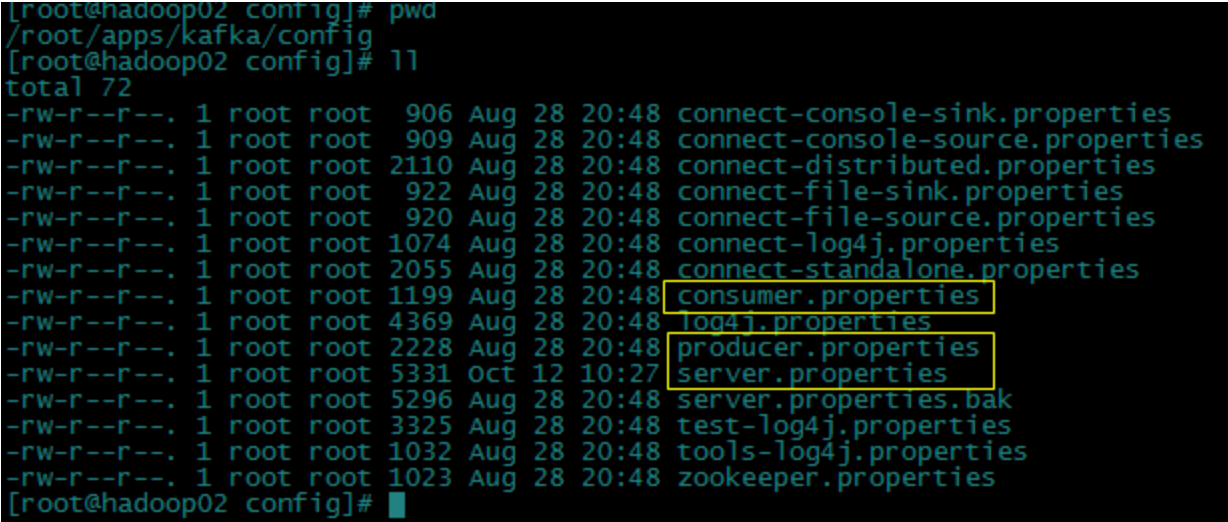 [root@hadoop02 config]# pwd
/root/apps/kafka/config
[root@hadoop02 config]# ll
total 72
-rw-r--r--. 1 root root  906 Aug 28 20:48 connect-console-sink.properties
-rw-r--r--. 1 root root  909 Aug 28 20:48 connect-console-source.properties
-rw-r--r--. 1 root root 2110 Aug 28 20:48 connect-distributed.properties
-rw-r--r--. 1 root root  922 Aug 28 20:48 connect-file-sink.properties
-rw-r--r--. 1 root root  920 Aug 28 20:48 connect-file-source.properties
-rw-r--r--. 1 root root 1074 Aug 28 20:48 connect-log4j.properties
-rw-r--r--. 1 root root 2055 Aug 28 20:48 connect-standalone.properties
-rw-r--r--. 1 root root 1199 Aug 28 20:48 consumer.properties
-rw-r--r--. 1 root root 4369 Aug 28 20:48 log4j.properties
-rw-r--r--. 1 root root 2228 Aug 28 20:48 producer.properties
-rw-r--r--. 1 root root 5331 Oct 12 10:27 server.properties
-rw-r--r--. 1 root root 5296 Aug 28 20:48 server.properties.bak
-rw-r--r--. 1 root root 3325 Aug 28 20:48 test-log4j.properties
-rw-r--r--. 1 root root 1032 Aug 28 20:48 tools-log4j.properties
-rw-r--r--. 1 root root 1023 Aug 28 20:48 zookeeper.properties
[root@hadoop02 config]#